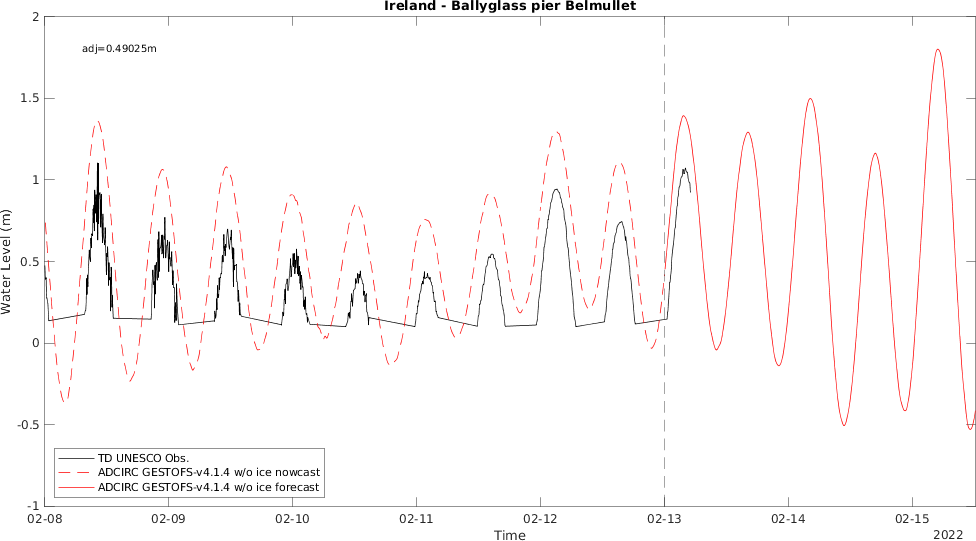 Ireland - Ballyglass pier Belmullet
adj=0.49025m
Water Level (m)
2
1.5
1
0.5
0
-0.5
-1
TD UNESCO Obs.
ADCIRC GESTOFS-v4.1.4 w/o ice nowcast
ADCIRC GESTOFS-v4.1.4 w/o ice forecast
02-08 02-09 02-10 02-11 02-12 02-13 02-14 02-15
Time
2022